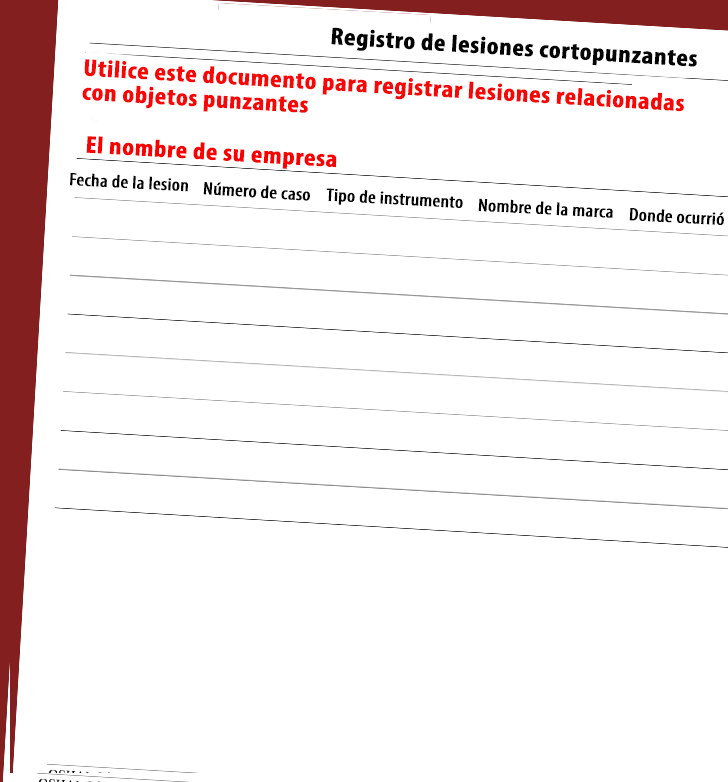 Registro de lesiones cortopunzantes
Utilice este documento para registrar lesiones relacionadas
con objetos punzantes
El nombre de su empresa
Fecha de la lesion Número de caso Tipo de instrumento Nombre de la marca Donde ocurrió